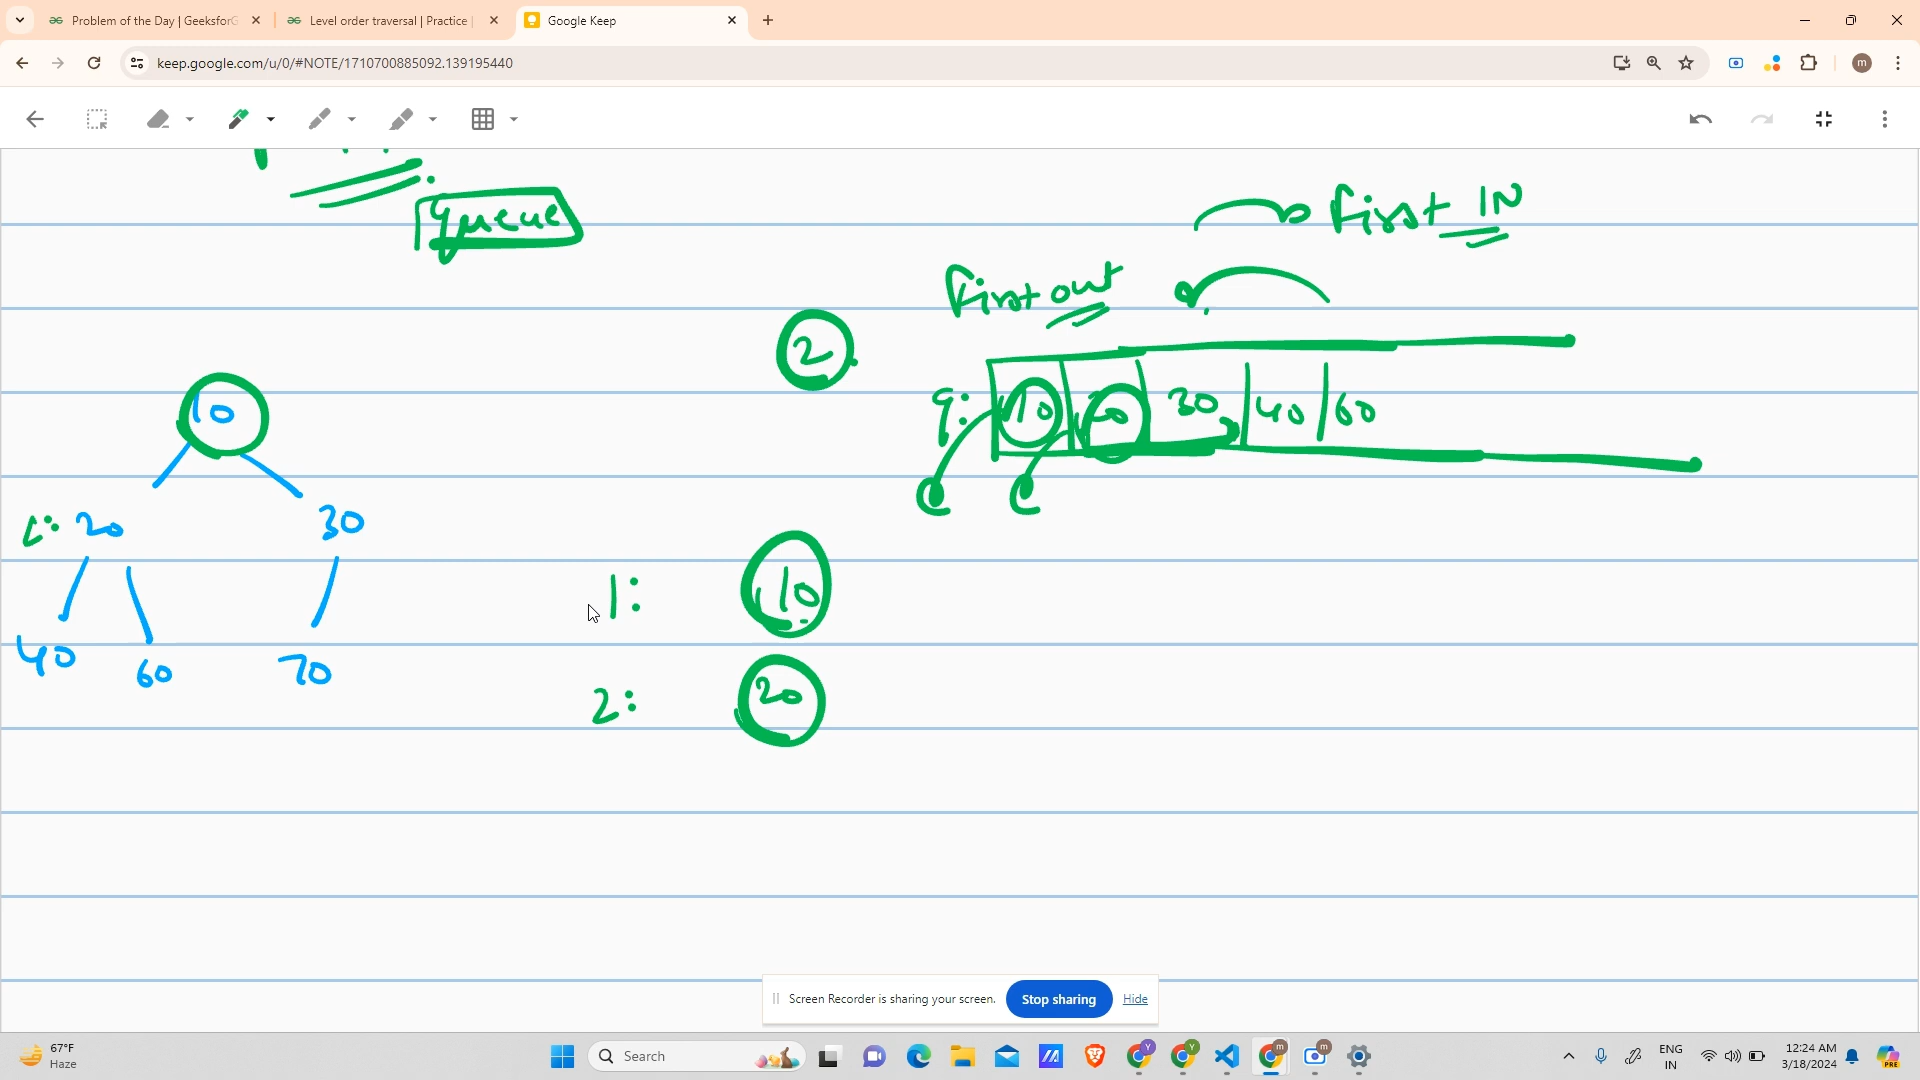 Problem of the Day | GeeksforG
Level order traversal | Practice |
Google Keep
keep.google.com/u/0/#NOTE/1710700885092.139195440
m
queue
First IN
First out
2
10
q: 10 20 30 40 60
L: 20 30
1: 10
40 60 70
2: 20
Screen Recorder is sharing your screen. Stop sharing Hide
67°F
Haze
Search
ENG
IN
12:24 AM
3/18/2024